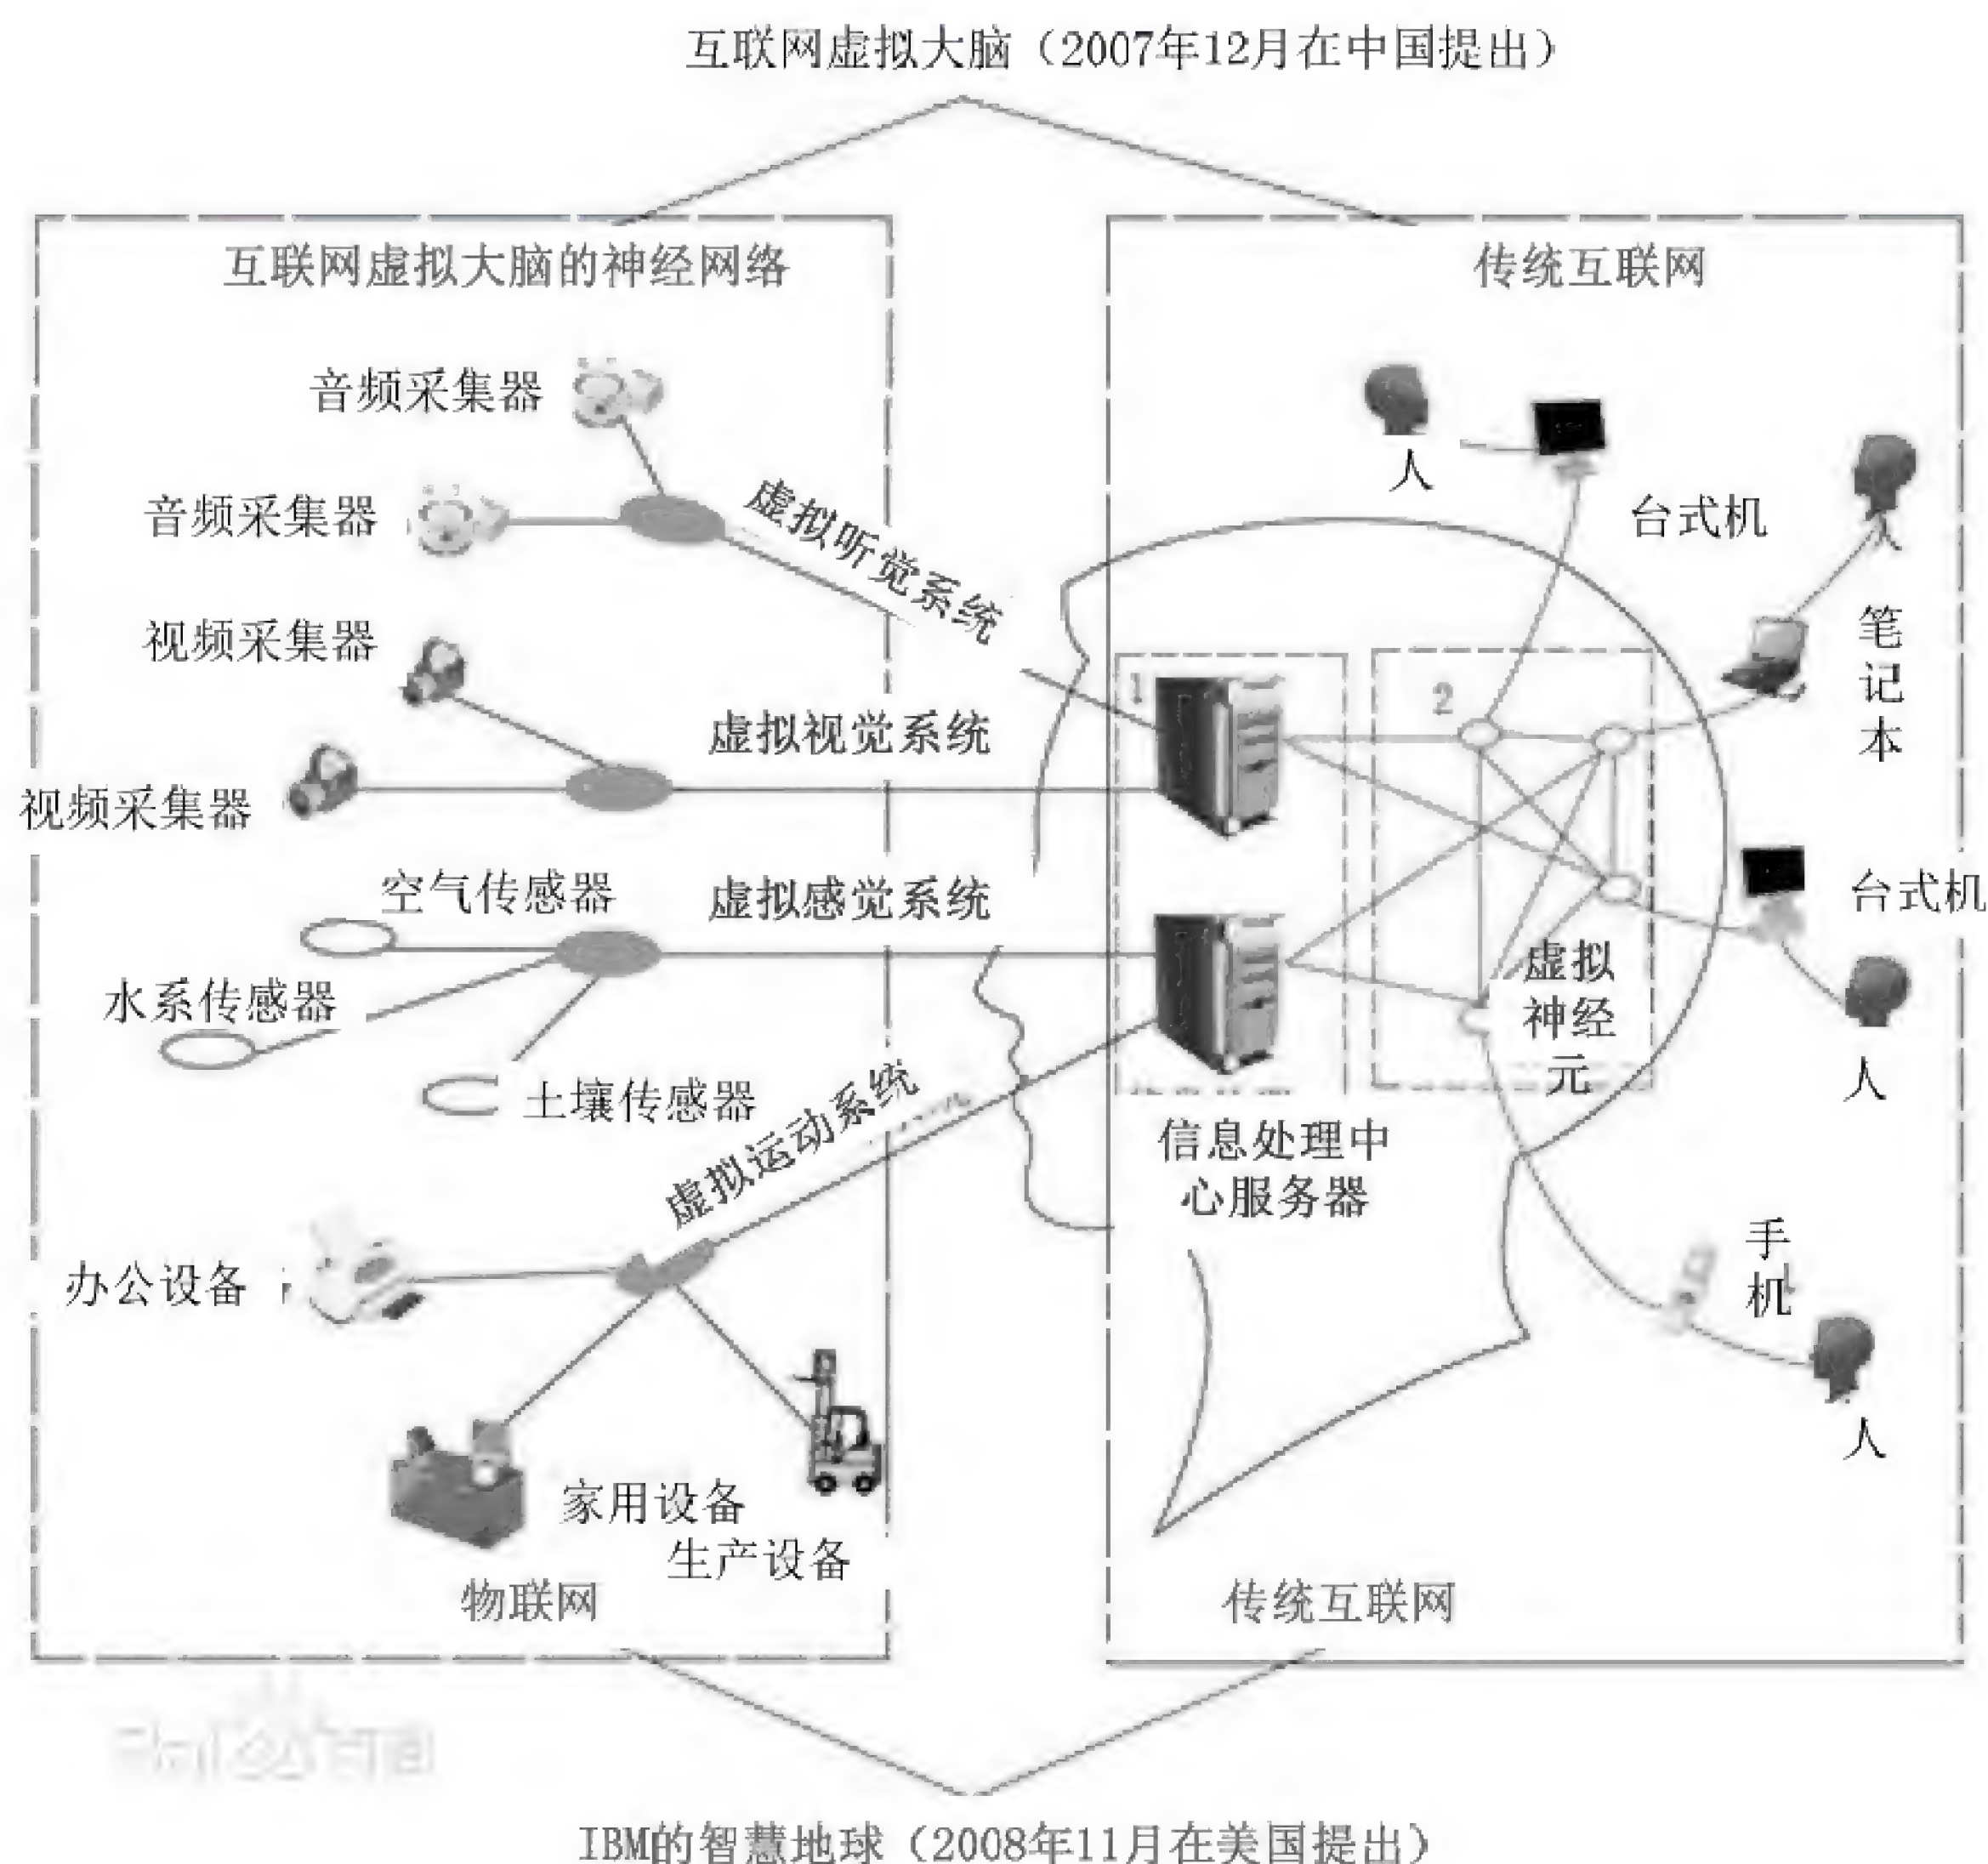 互联网虚拟大脑（2007年12月在中国提出）
互联网虚拟大脑的神经网络
传统互联网
音频采集器
人
台式机
音频采集器
虚拟听觉系统
人
视频采集器
笔
记
本
1
2
虚拟视觉系统
视频采集器
空气传感器
虚拟感觉系统
台式机
水系传感器
虚拟
神经
元
人
土壤传感器
虚拟运动系统
信息处理中
心服务器
办公设备
手
机
人
家用设备
生产设备
物联网
传统互联网
IBM的智慧地球（2008年11月在美国提出）